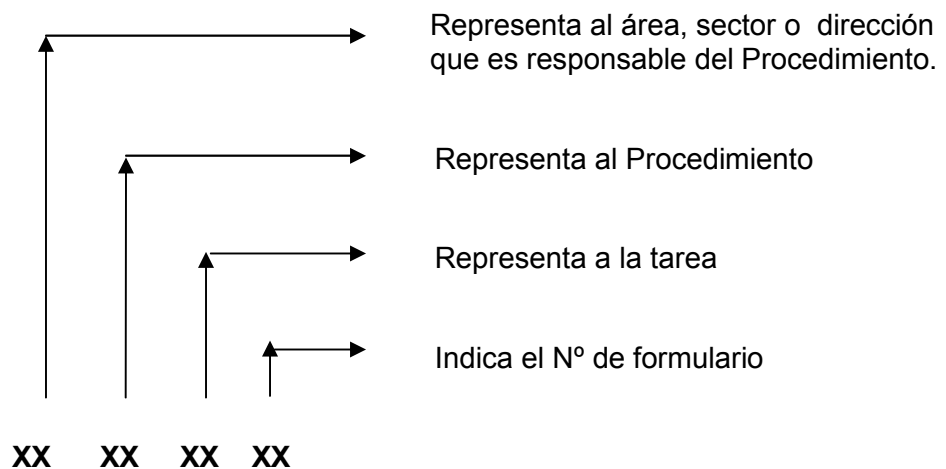 Representa al área, sector o dirección
que es responsable del Procedimiento.
Representa al Procedimiento
Representa a la tarea
Indica el Nº de formulario
XX XX XX XX